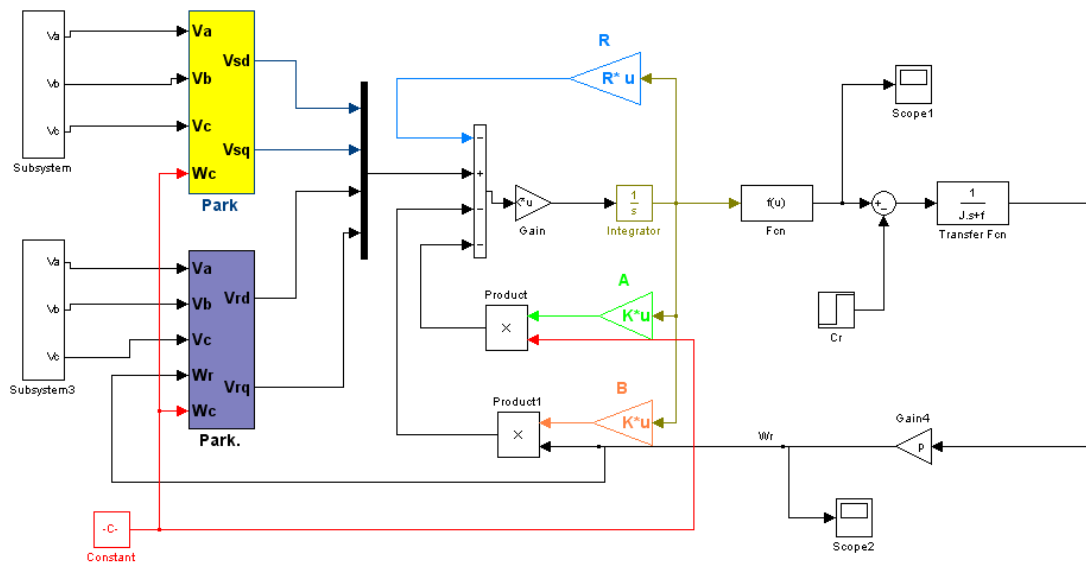 Va
Vb
Vc
Subsystem
Va
Vb
Vc
Wc
Vsd
Vsq
Park
Va
Vb
Vc
Subsystem3
Va
Vb
Vc
Wr
Wc
Vrd
Vrq
Park.
-C-
Constant
R
R* u
−
+
−
−
K*u
Gain
1
s
Integrator
f(u)
Fcn
Scope1
+
−
1
J.s+f
Transfer Fcn
Cr
Product
×
A
K*u
Product1
×
B
K*u
Wr
Gain4
p
Scope2